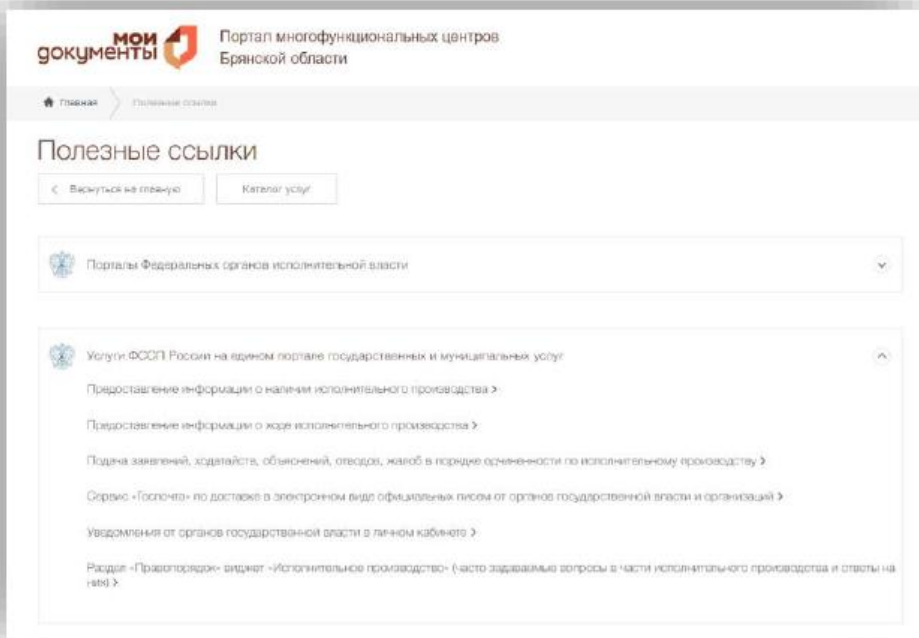 мои
документы
Портал многофункциональных центров
Брянской области
Главная
Полезные ссылки
Полезные ссылки
Вернуться на главную
Каталог услуг
Порталы Федеральных органов исполнительной власти
Услуги ФССП России на едином портале государственных и муниципальных услуг
Предоставление информации о наличии исполнительного производства >
Предоставление информации о ходе исполнительного производства >
Подача заявлений, ходатайств, объяснений, отводов, жалоб в порядке подчиненности по исполнительному производству >
Сервис «Госпочта» по доставке в электронном виде официальных писем от органов государственной власти и организаций >
Уведомления от органов государственной власти в личном кабинете >
Раздел «Правопорядок» виджет «Исполнительное производство» (часто задаваемые вопросы в части исполнительного производства и ответы на
них) >